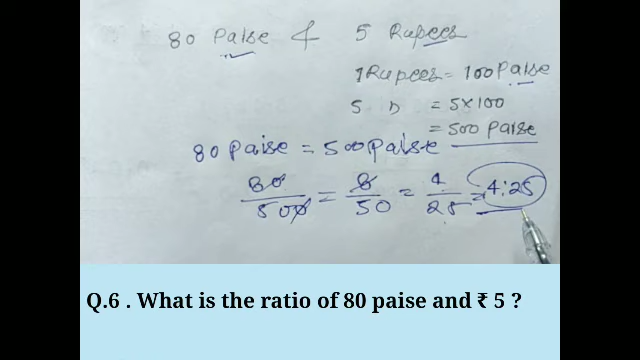 80 Paise & 5 Rupees
1 Rupees = 100 Paise
5 n = 5×100
= 500 Paise
80 Paise = 500 Paise
80/500 = 8/50 = 4/25 = 4:25
Q.6 . What is the ratio of 80 paise and ₹ 5 ?